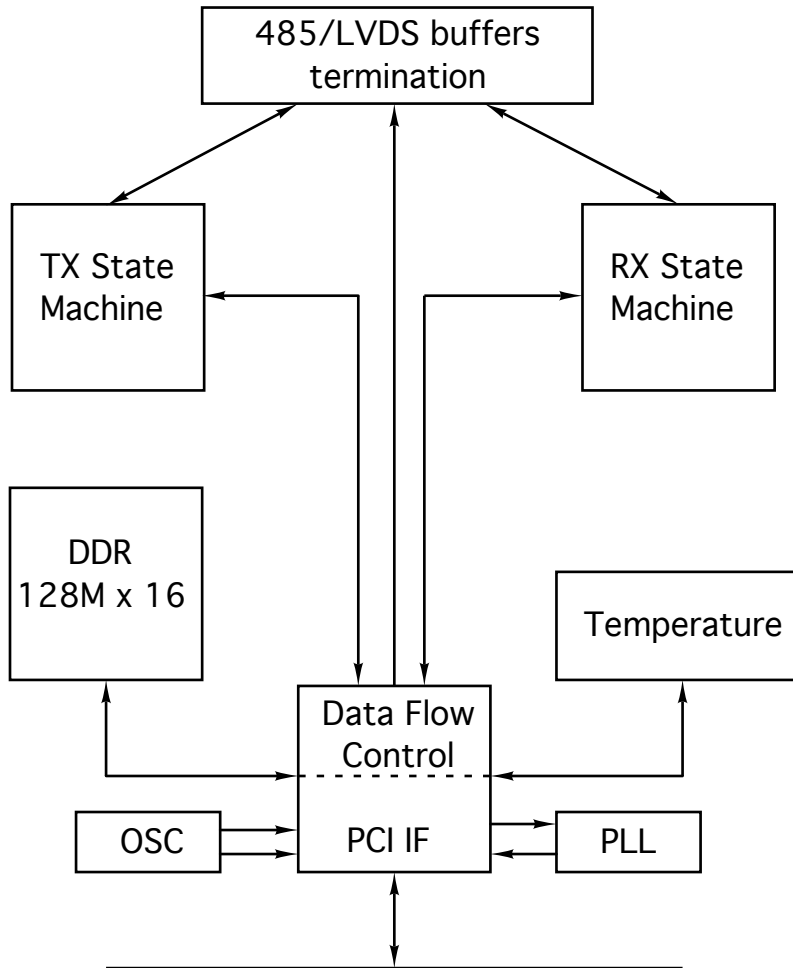 485/LVDS buffers
termination
TX State
Machine
RX State
Machine
DDR
128M x 16
Temperature
Data Flow
Control
OSC
PCI IF
PLL